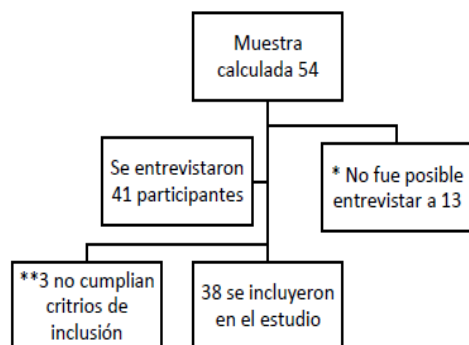 Muestra
calculada 54
Se entrevistaron
41 participantes
* No fue posible
entrevistar a 13
**3 no cumplian
critrios de
inclusión
38 se incluyeron
en el estudio